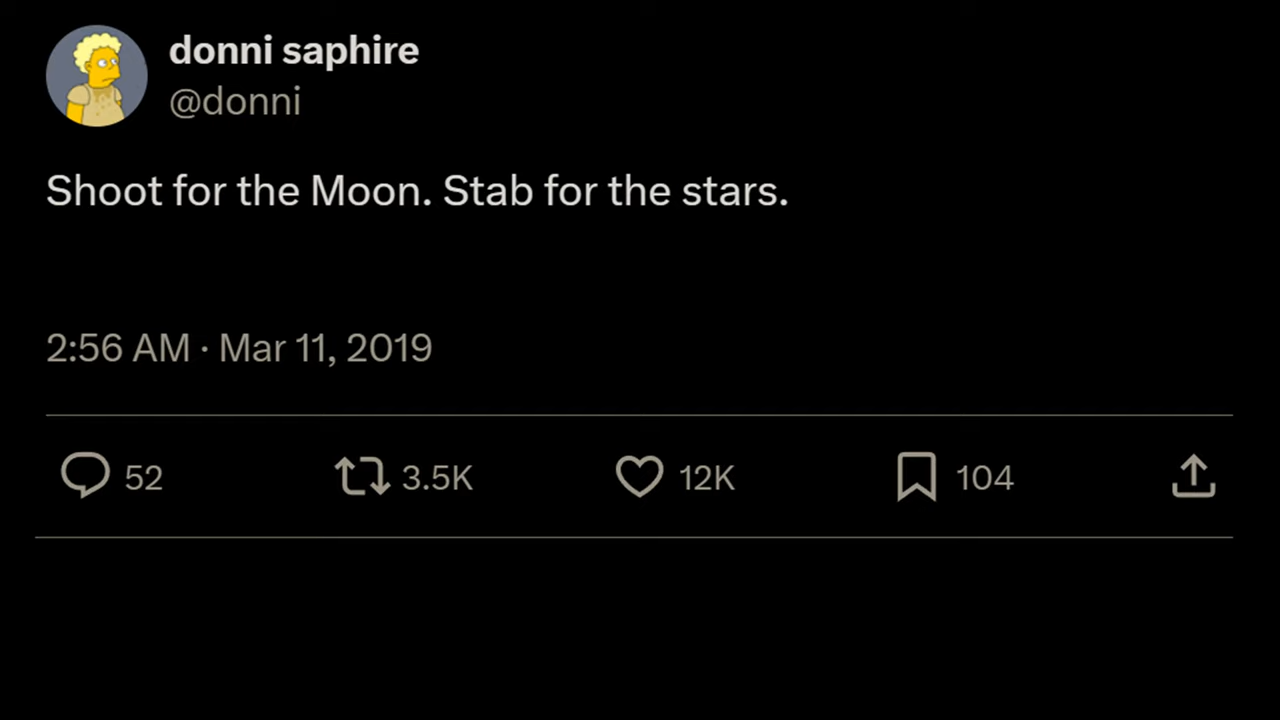 donni saphire
@donni
Shoot for the Moon. Stab for the stars.
2:56 AM · Mar 11, 2019
52 3.5K 12K 104